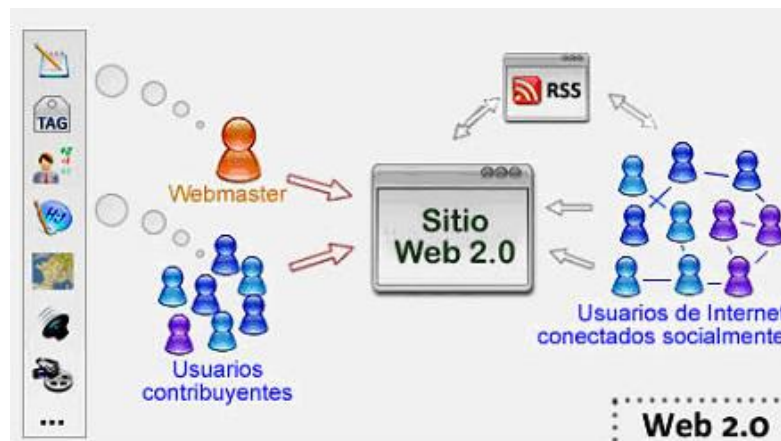 TAG
RSS
Webmaster
Sitio
Web 2.0
Usuarios
contribuyentes
Usuarios de Internet
conectados socialmente
...
Web 2.0